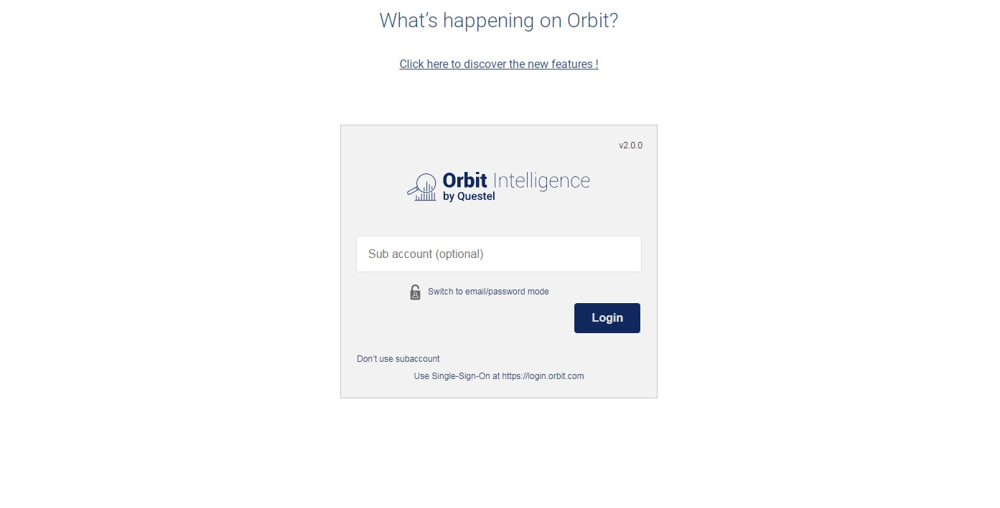 What’s happening on Orbit?
Click here to discover the new features !
v2.0.0
Orbit Intelligence
by Questel
Sub account (optional)
Switch to email/password mode
Login
Don’t use subaccount
Use Single-Sign-On at https://login.orbit.com